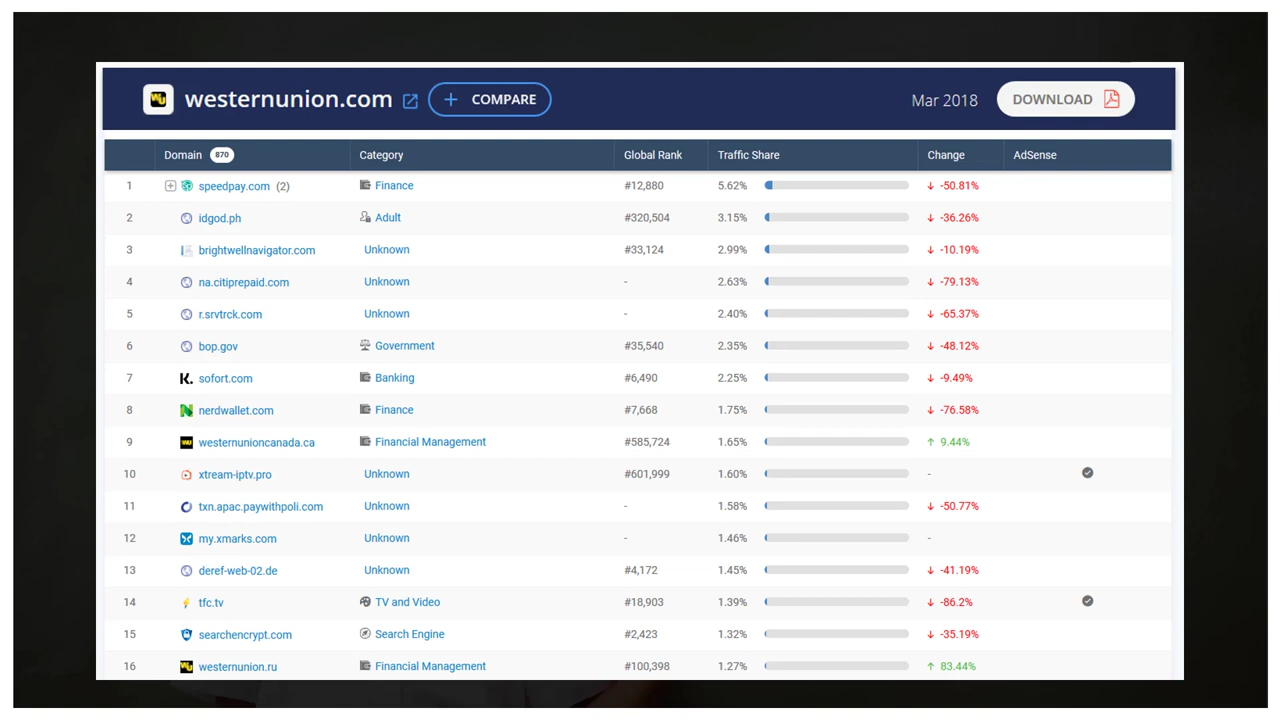 westernunion.com + COMPARE Mar 2018 DOWNLOAD
Domain 870 Category Global Rank Traffic Share Change AdSense
1 speedpay.com (2) Finance #12,880 5.62% ↓ -50.81%
2 idgod.ph Adult #320,504 3.15% ↓ -36.26%
3 brightwellnavigator.com Unknown #33,124 2.99% ↓ -10.19%
4 na.citiprepaid.com Unknown - 2.63% ↓ -79.13%
5 r.srvtrck.com Unknown - 2.40% ↓ -65.37%
6 bop.gov Government #35,540 2.35% ↓ -48.12%
7 K. sofort.com Banking #6,490 2.25% ↓ -9.49%
8 nerdwallet.com Finance #7,668 1.75% ↓ -76.58%
9 westernunioncanada.ca Financial Management #585,724 1.65% ↑ 9.44%
10 xtream-iptv.pro Unknown #601,999 1.60% -
11 txn.apac.paywithpoli.com Unknown - 1.58% ↓ -50.77%
12 my.xmarks.com Unknown - 1.46% -
13 deref-web-02.de Unknown #4,172 1.45% ↓ -41.19%
14 tfc.tv TV and Video #18,903 1.39% ↓ -86.2%
15 searchencrypt.com Search Engine #2,423 1.32% ↓ -35.19%
16 westernunion.ru Financial Management #100,398 1.27% ↑ 83.44%